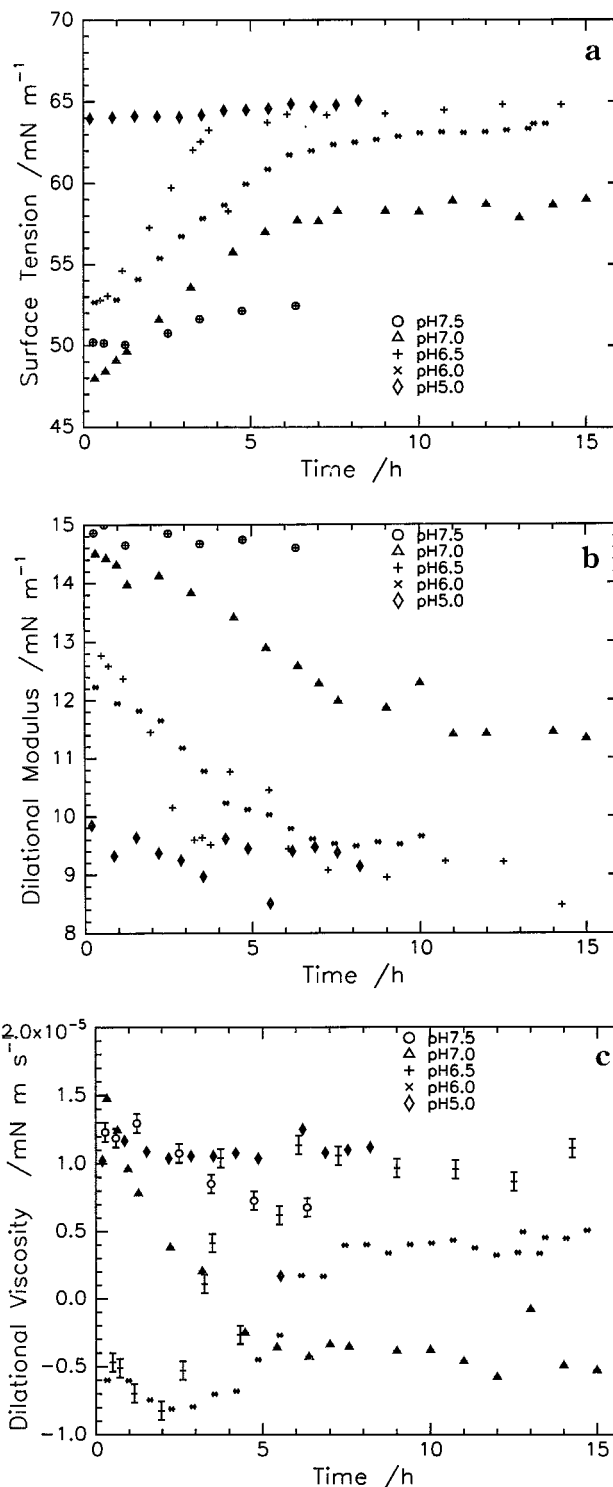 a
70
65
60
55
50
45
Surface Tension /mN m⁻¹
pH7.5
pH7.0
pH6.5
pH6.0
pH5.0
0 5 10 15
Time /h
b
15
14
13
12
11
10
9
8
Dilational Modulus /mN m⁻¹
pH7.5
pH7.0
pH6.5
pH6.0
pH5.0
0 5 10 15
Time /h
c
2.0×10⁻⁵
1.5
1.0
0.5
0.0
-0.5
-1.0
Dilational Viscosity /mN m s⁻¹
pH7.5
pH7.0
pH6.5
pH6.0
pH5.0
0 5 10 15
Time /h